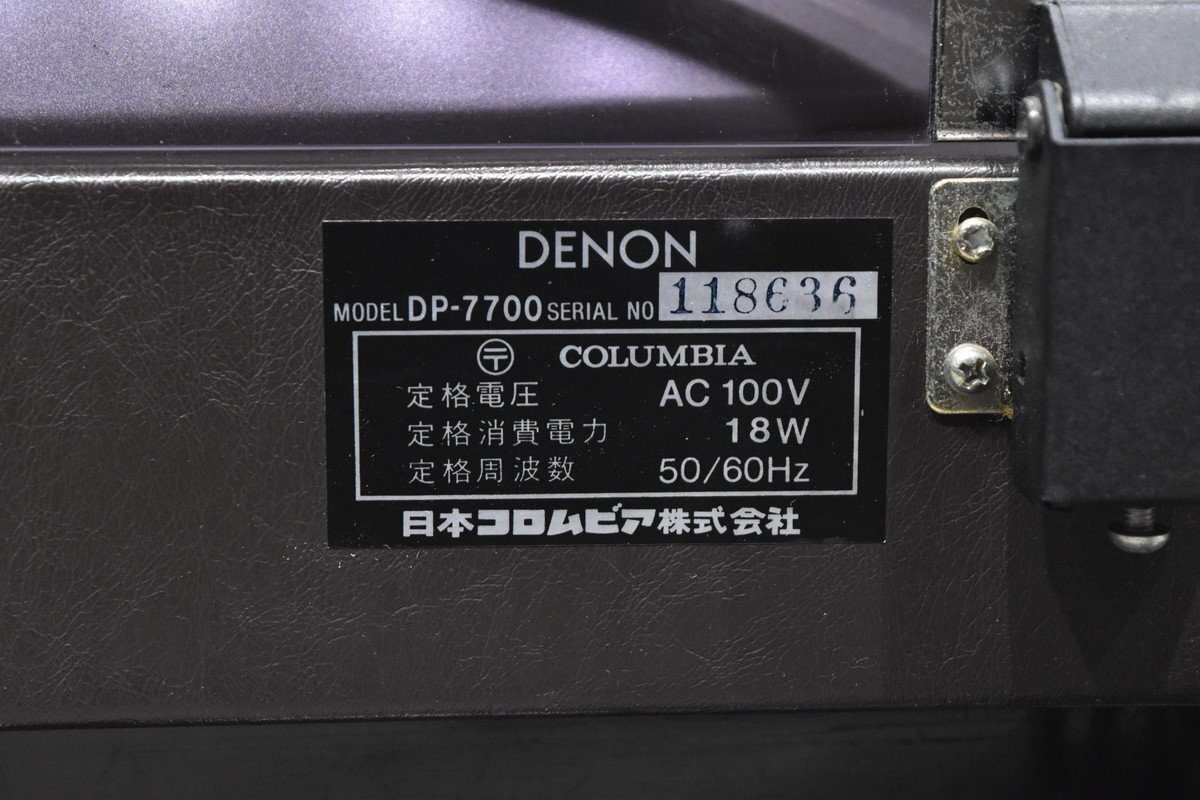 DENON
MODEL DP-7700 SERIAL NO 118636
〒 COLUMBIA
定格電圧 AC 100V
定格消費電力 18W
定格周波数 50/60Hz
日本コロムビア株式会社